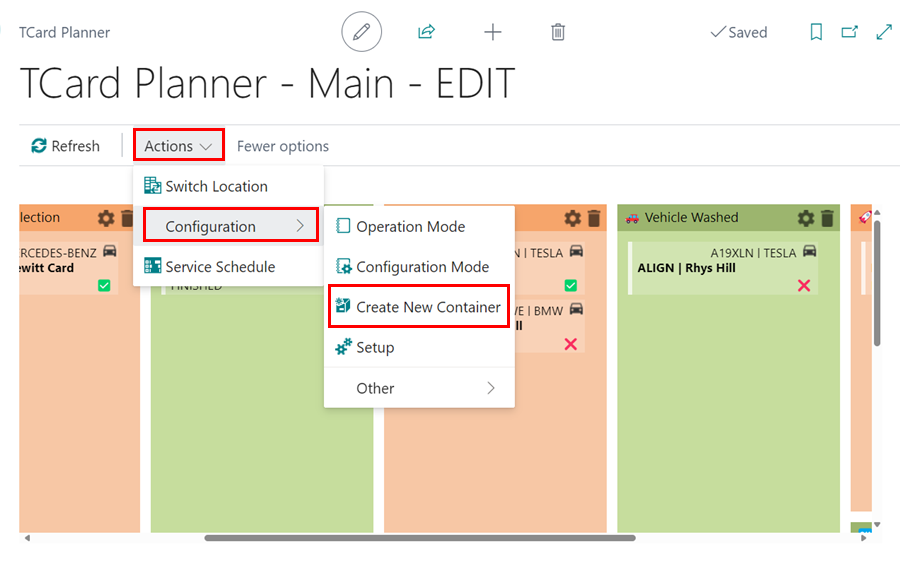 TCard Planner
Saved
TCard Planner - Main - EDIT
Refresh
Actions
Fewer options
Switch Location
Configuration
Service Schedule
Operation Mode
Configuration Mode
Create New Container
Setup
Other
lection
RCEDES-BENZ
ewitt Card
FINISHED
N | TESLA
WE | BMW
ll
Vehicle Washed
A19XLN | TESLA
ALIGN | Rhys Hill